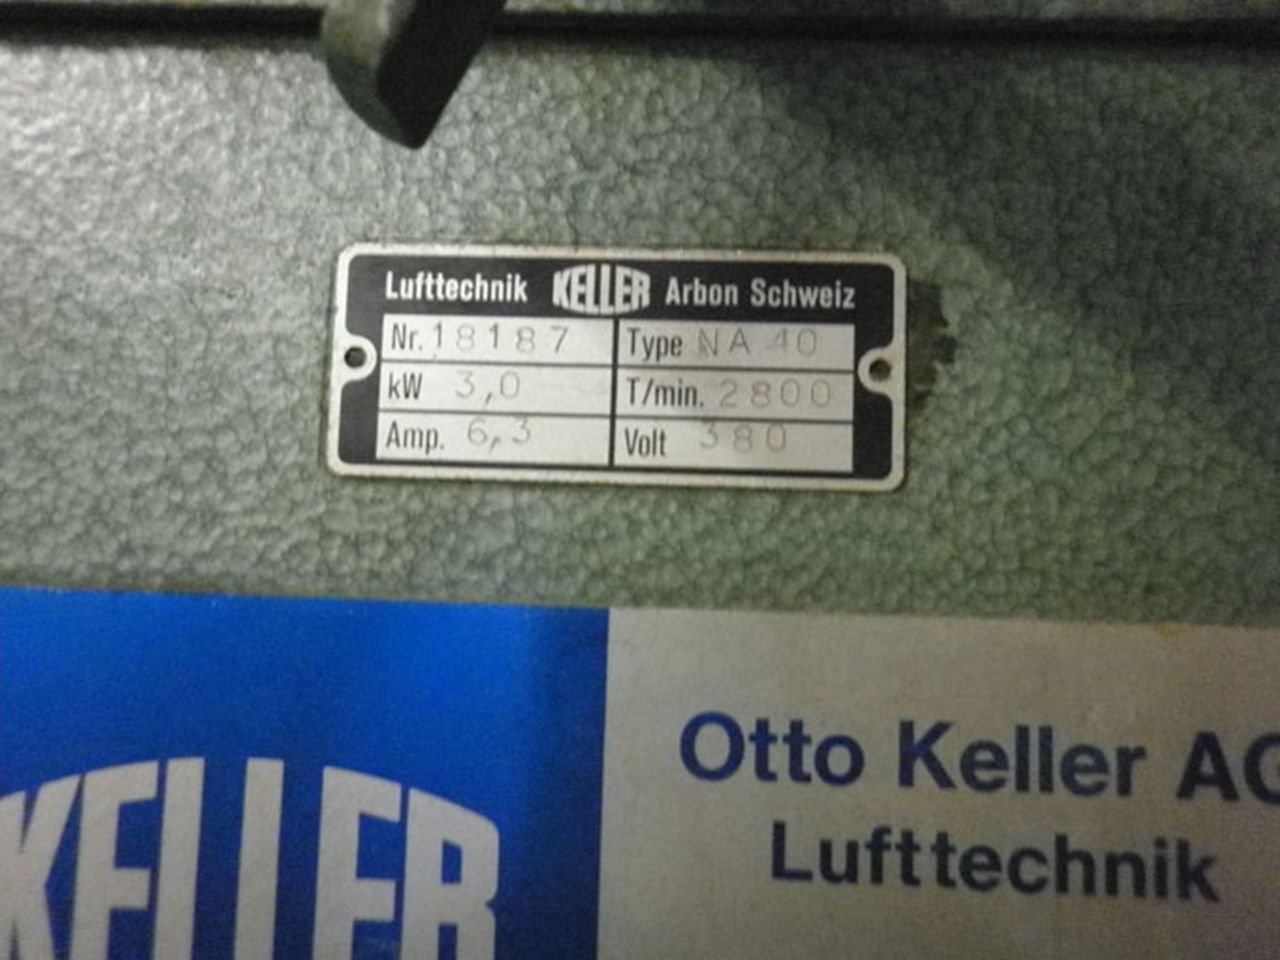 Lufttechnik KELLER Arbon Schweiz
Nr. 18187 Type NA 40
kW 3,0 T/min. 2800
Amp. 6,3 Volt 380
KELLER
Otto Keller AG
Lufttechnik